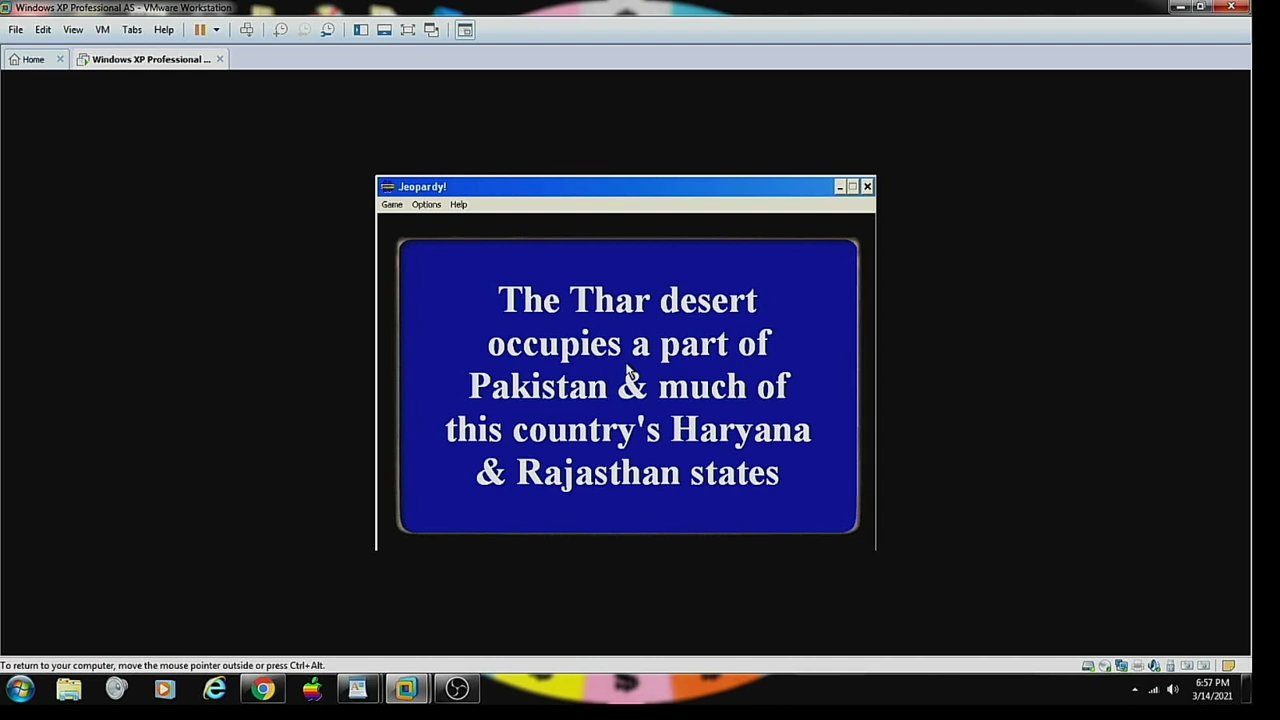 Windows XP Professional AS - VMware Workstation
File Edit View VM Tabs Help
Home Windows XP Professional ...
Jeopardy!
Game Options Help
The Thar desert
occupies a part of
Pakistan & much of
this country's Haryana
& Rajasthan states
To return to your computer, move the mouse pointer outside or press Ctrl+Alt.
6:57 PM
3/14/2021